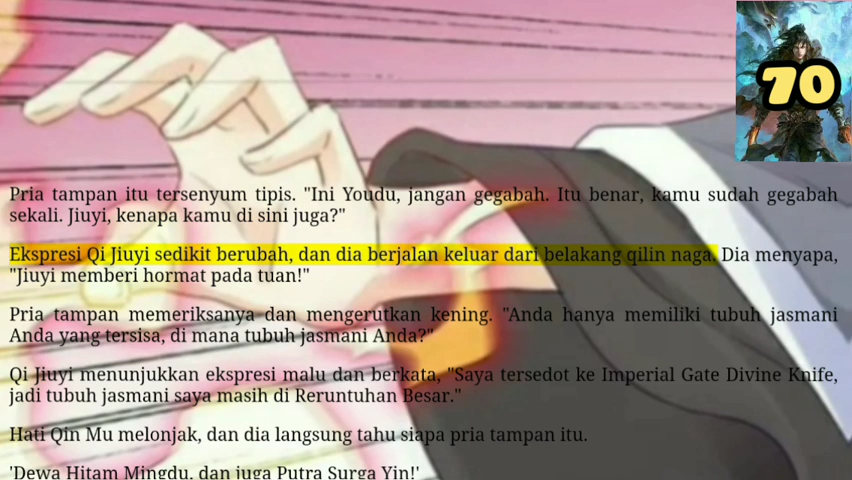 70
Pria tampan itu tersenyum tipis. "Ini Youdu, jangan gegabah. Itu benar, kamu sudah gegabah
sekali. Jiuyi, kenapa kamu di sini juga?"
Ekspresi Qi Jiuyi sedikit berubah, dan dia berjalan keluar dari belakang qilin naga. Dia menyapa,
"Jiuyi memberi hormat pada tuan!"
Pria tampan memeriksanya dan mengerutkan kening. "Anda hanya memiliki tubuh jasmani
Anda yang tersisa, di mana tubuh jasmani Anda?"
Qi Jiuyi menunjukkan ekspresi malu dan berkata, "Saya tersedot ke Imperial Gate Divine Knife,
jadi tubuh jasmani saya masih di Reruntuhan Besar."
Hati Qin Mu melonjak, dan dia langsung tahu siapa pria tampan itu.
'Dewa Hitam Mingdu, dan juga Putra Surga Yin!'